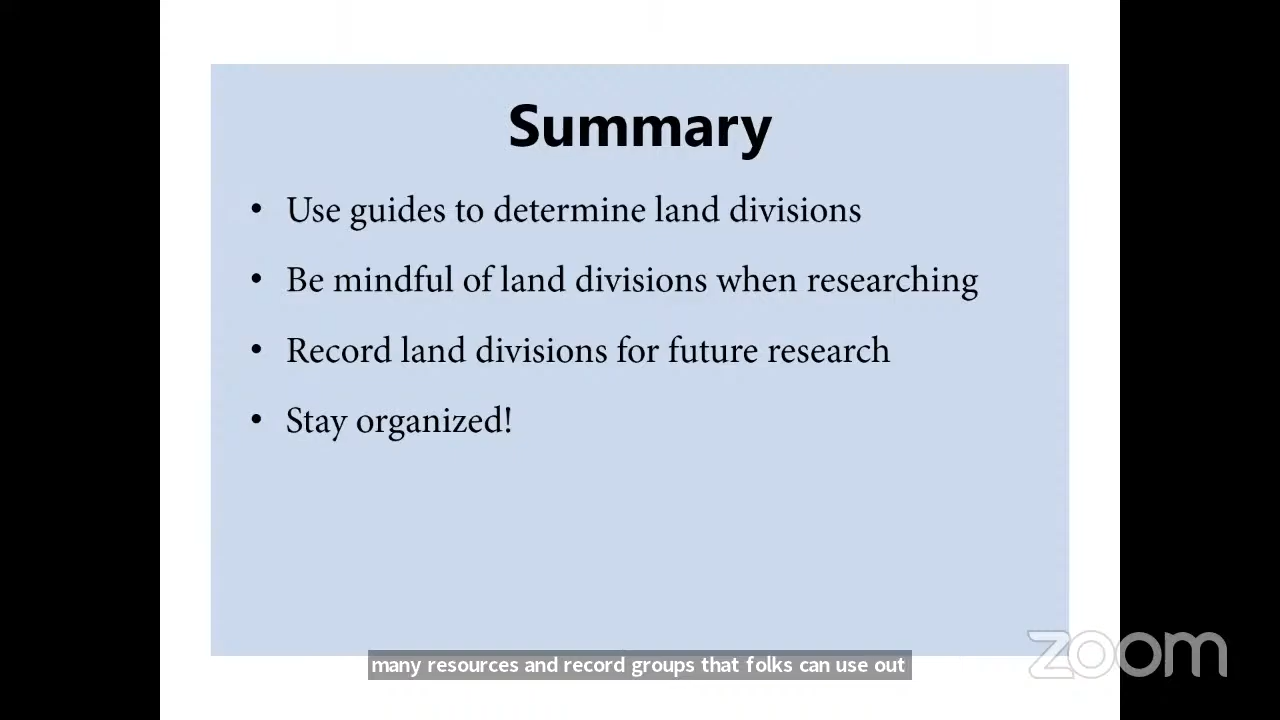 Summary
• Use guides to determine land divisions
• Be mindful of land divisions when researching
• Record land divisions for future research
• Stay organized!
zoom
many resources and record groups that folks can use out